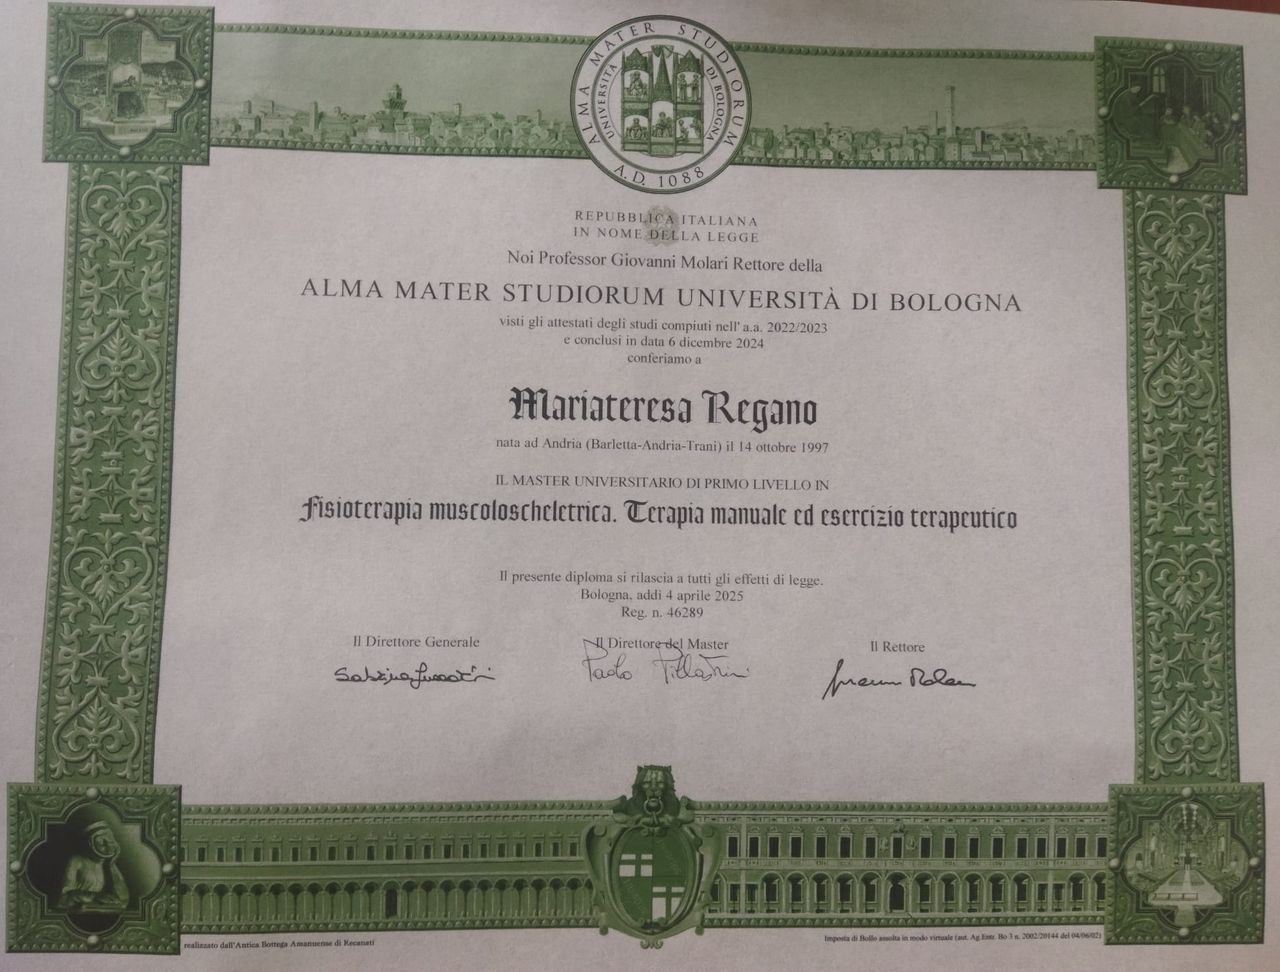 ALMA MATER STUDIORUM
UNIVERSITÀ DI BOLOGNA
A.D. 1088
REPUBBLICA ITALIANA
IN NOME DELLA LEGGE
Noi Professor Giovanni Molari Rettore della
ALMA MATER STUDIORUM UNIVERSITÀ DI BOLOGNA
visti gli attestati degli studi compiuti nell' a.a. 2022/2023
e conclusi in data 6 dicembre 2024
conferiamo a
Mariateresa Regano
nata ad Andria (Barletta-Andria-Trani) il 14 ottobre 1997
IL MASTER UNIVERSITARIO DI PRIMO LIVELLO IN
Fisioterapia muscoloscheletrica. Terapia manuale ed esercizio terapeutico
Il presente diploma si rilascia a tutti gli effetti di legge.
Bologna, addì 4 aprile 2025
Reg. n. 46289
Il Direttore Generale Il Direttore del Master Il Rettore
Paolo Pillastrini
realizzato dall'Antica Bottega Amanuense di Recanati
Imposta di Bollo assolta in modo virtuale (aut. Ag.Entr. Bo 3 n. 2002/20144 del 04/06/02)